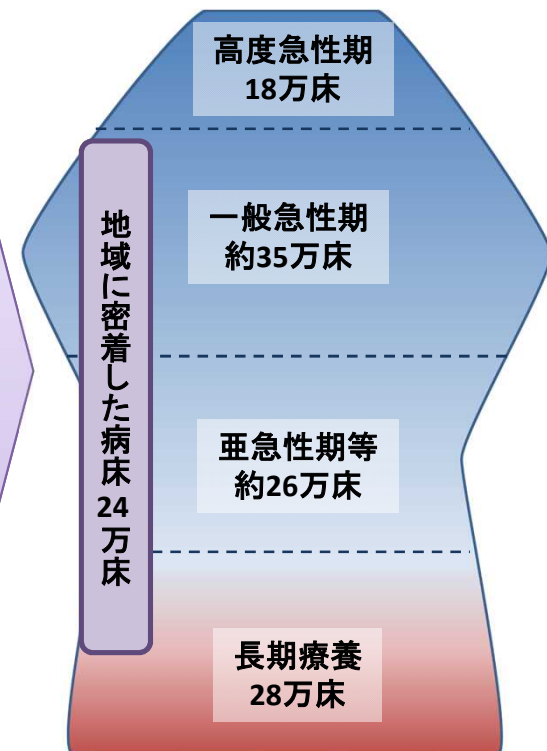 高度急性期
18万床
一般急性期
約35万床
地域に密着した病床24万床
亜急性期等
約26万床
長期療養
28万床